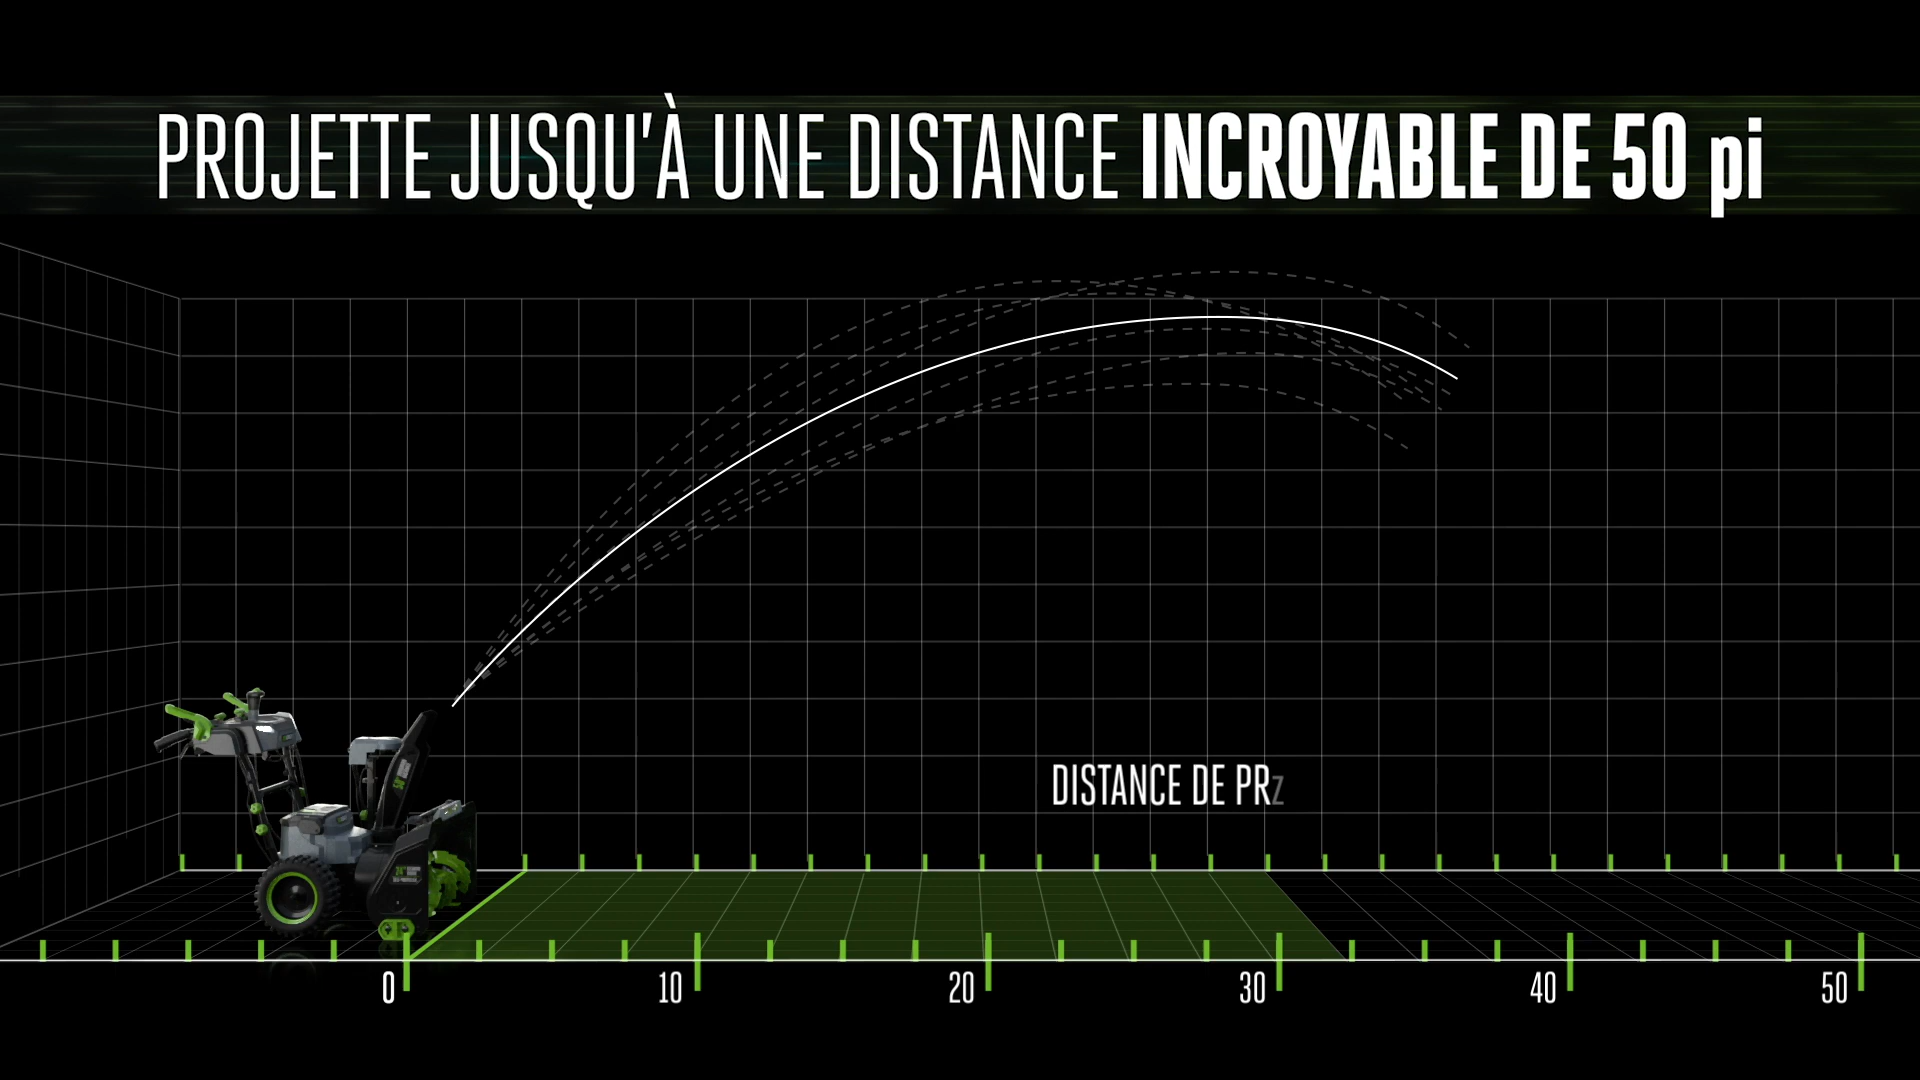 PROJETTE JUSQU'À UNE DISTANCE INCROYABLE DE 50 pi
DISTANCE DE PRZ
0 10 20 30 40 50